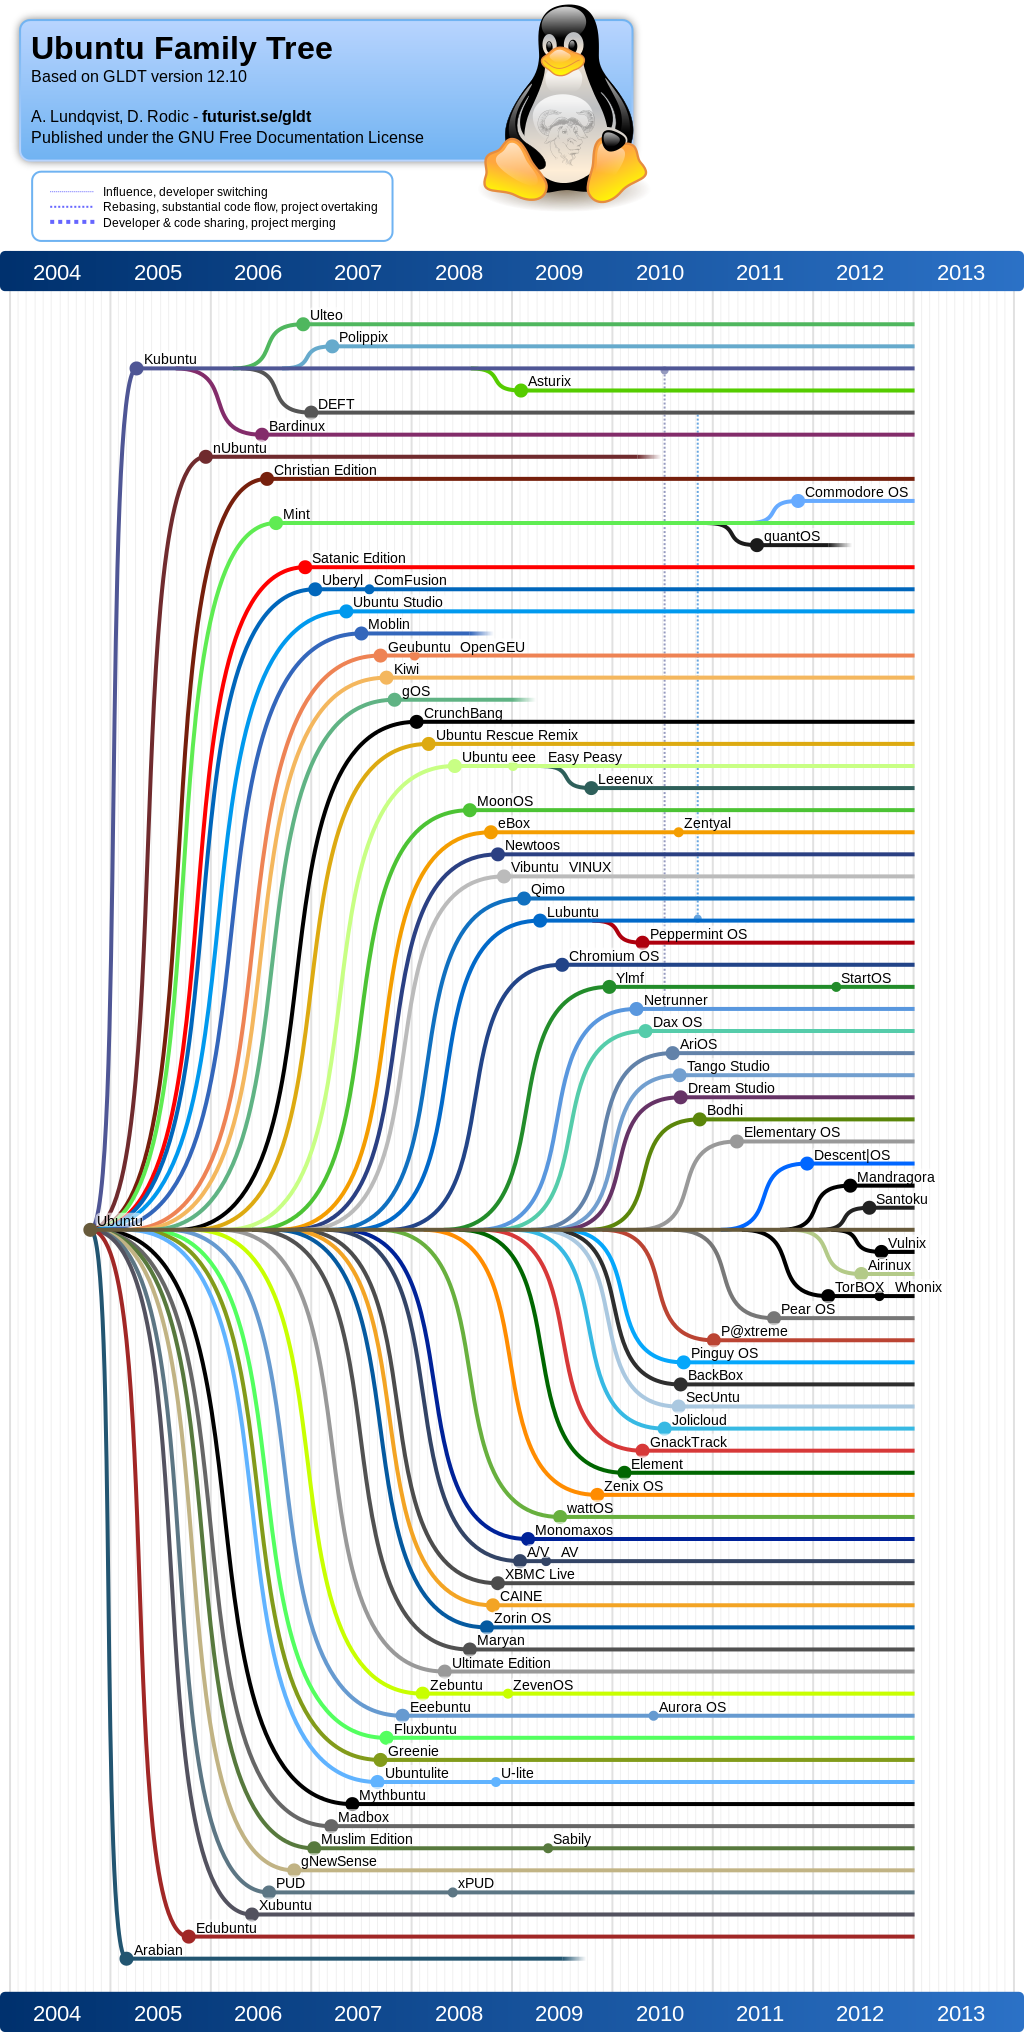 Ubuntu Family Tree
Based on GLDT version 12.10
A. Lundqvist, D. Rodic - futurist.se/gldt
Published under the GNU Free Documentation License
Influence, developer switching
Rebasing, substantial code flow, project overtaking
Developer & code sharing, project merging
2004 2005 2006 2007 2008 2009 2010 2011 2012 2013
Ulteo
Polippix
Kubuntu
Asturix
DEFT
Bardinux
nUbuntu
Christian Edition
Commodore OS
Mint
quantOS
Satanic Edition
Uberyl ComFusion
Ubuntu Studio
Moblin
Geubuntu OpenGEU
Kiwi
gOS
CrunchBang
Ubuntu Rescue Remix
Ubuntu eee Easy Peasy
Leeenux
MoonOS
eBox Zentyal
Newtoos
Vibuntu VINUX
Qimo
Lubuntu
Peppermint OS
Chromium OS
Ylmf StartOS
Netrunner
Dax OS
AriOS
Tango Studio
Dream Studio
Bodhi
Elementary OS
Descent|OS
Mandragora
Santoku
Ubuntu
Vulnix
Airinux
TorBOX Whonix
Pear OS
P@xtreme
Pinguy OS
BackBox
SecUntu
Jolicloud
GnackTrack
Element
Zenix OS
wattOS
Monomaxos
A/V AV
XBMC Live
CAINE
Zorin OS
Maryan
Ultimate Edition
Zebuntu ZevenOS
Eeebuntu Aurora OS
Fluxbuntu
Greenie
Ubuntulite U-lite
Mythbuntu
Madbox
Muslim Edition Sabily
gNewSense
PUD xPUD
Xubuntu
Edubuntu
Arabian
2004 2005 2006 2007 2008 2009 2010 2011 2012 2013